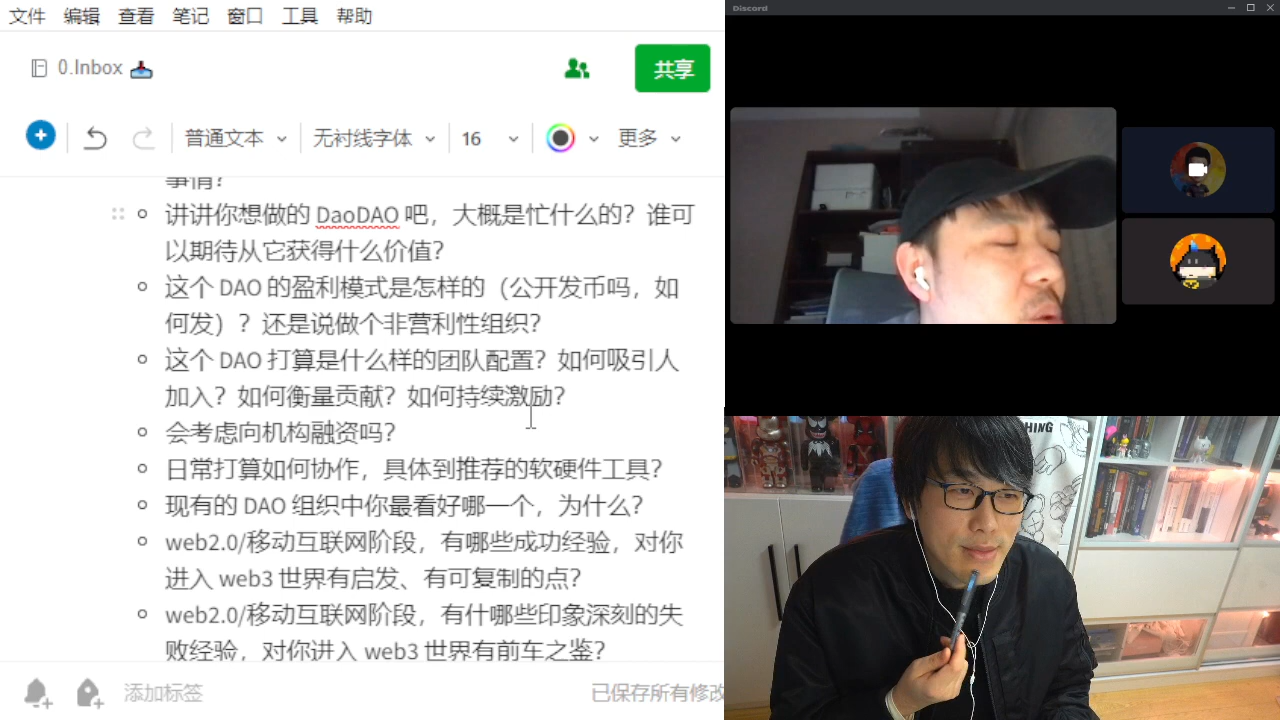 文件 编辑 查看 笔记 窗口 工具 帮助
Discord
0.Inbox
共享
普通文本 无衬线字体 16 更多
事情？
讲讲你想做的 DaoDAO 吧，大概是忙什么的？谁可
以期待从它获得什么价值？
这个 DAO 的盈利模式是怎样的（公开发币吗，如
何发）？还是说做个非营利性组织？
这个 DAO 打算是什么样的团队配置？如何吸引人
加入？如何衡量贡献？如何持续激励？
会考虑向机构融资吗？
日常打算如何协作，具体到推荐的软硬件工具？
现有的 DAO 组织中你最看好哪一个，为什么？
web2.0/移动互联网阶段，有哪些成功经验，对你
进入 web3 世界有启发、有可复制的点？
web2.0/移动互联网阶段，有什哪些印象深刻的失
败经验，对你进入 web3 世界有前车之鉴？
添加标签
已保存所有修改